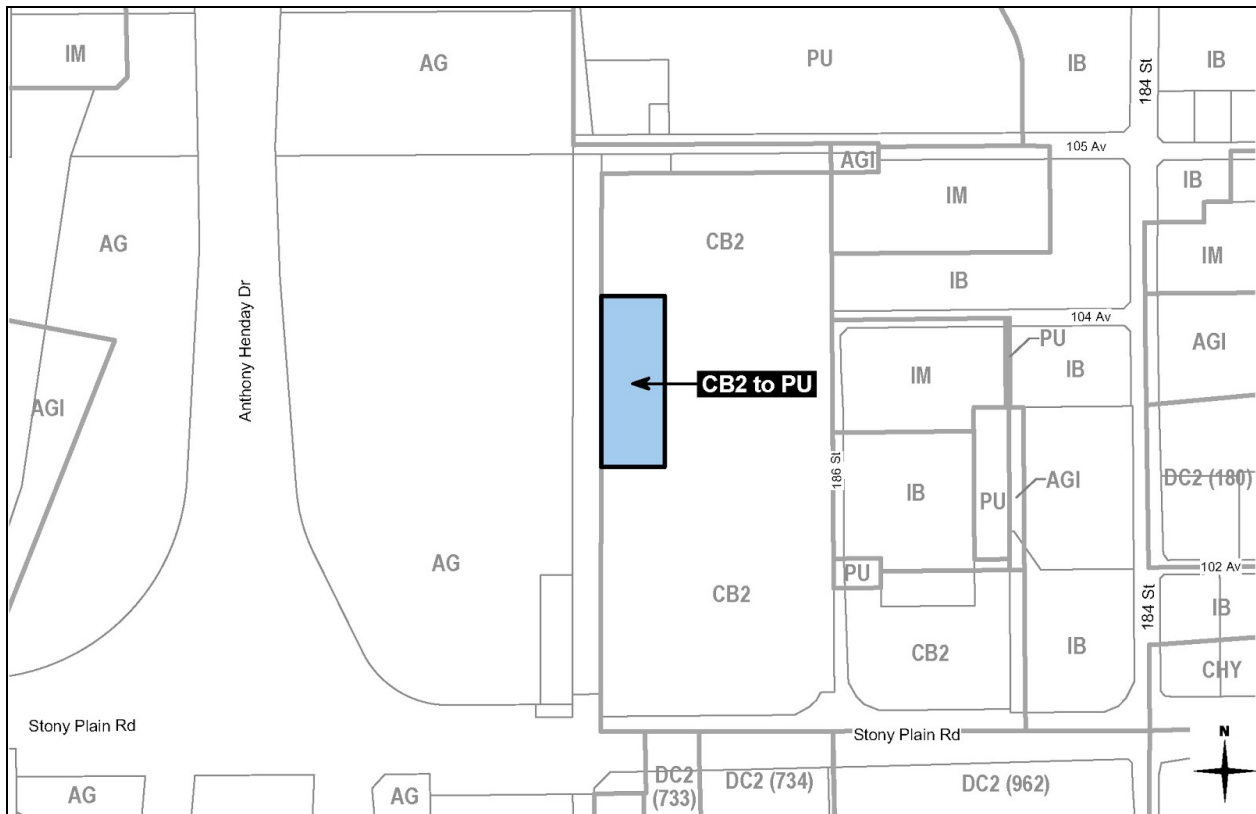 IM
AG
PU
IB
184 St
IB
105 Av
AGI
IM
IB
AG
CB2
IM
IB
Anthony Henday Dr
104 Av
PU
IB
AGI
CB2 to PU
IM
AGI
186 St
IB
PU
AGI
DC2 (180)
AG
PU
102 Av
CB2
184 St
IB
CB2
IB
CHY
Stony Plain Rd
Stony Plain Rd
N
AG
AG
DC2
(733)
DC2 (734)
DC2 (962)